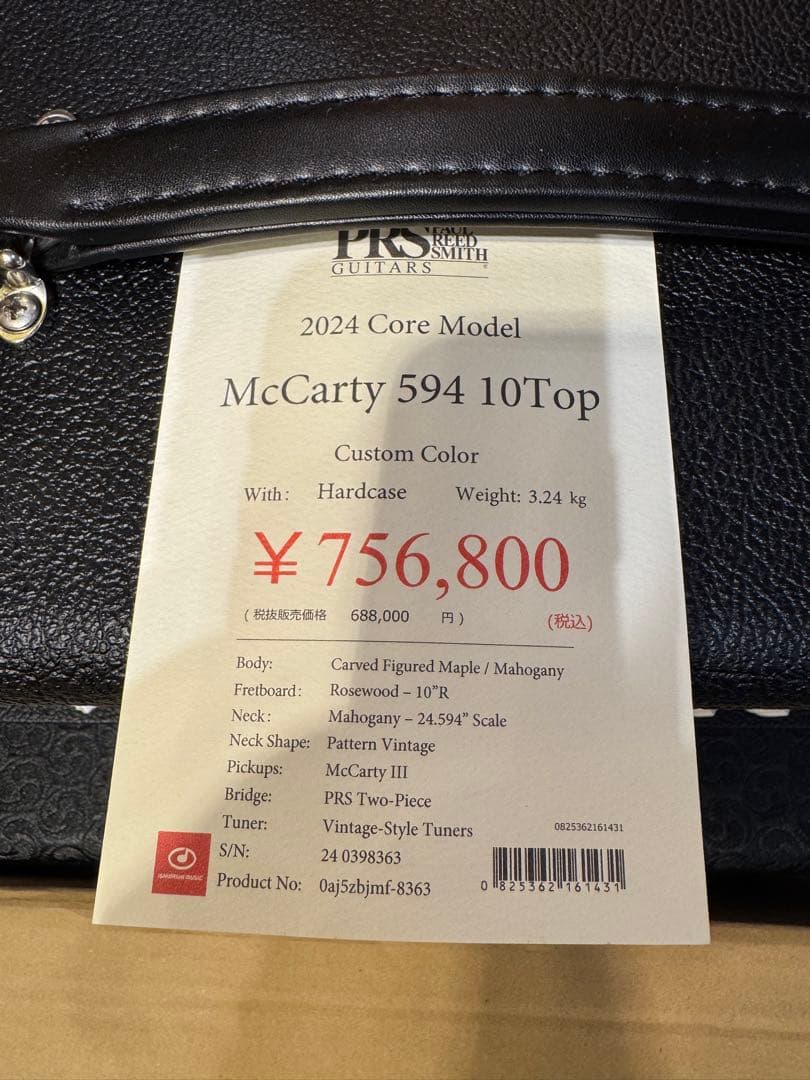 PRS PAUL
REED
SMITH
GUITARS
2024 Core Model
McCarty 594 10Top
Custom Color
With: Hardcase Weight: 3.24 kg
￥756,800
(税抜販売価格 688,000 円) (税込)
Body: Carved Figured Maple / Mahogany
Fretboard: Rosewood – 10”R
Neck: Mahogany – 24.594” Scale
Neck Shape: Pattern Vintage
Pickups: McCarty III
Bridge: PRS Two-Piece
Tuner: Vintage-Style Tuners
S/N: 24 0398363
Product No: 0aj5zbjmf-8363
0825362161431
0 825362 161431